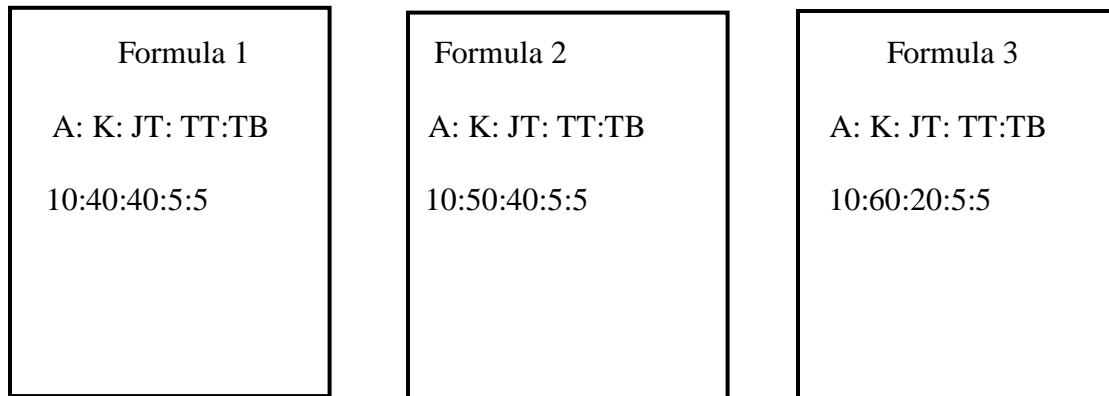 Formula 1
A: K: JT: TT:TB
10:40:40:5:5
Formula 2
A: K: JT: TT:TB
10:50:40:5:5
Formula 3
A: K: JT: TT:TB
10:60:20:5:5